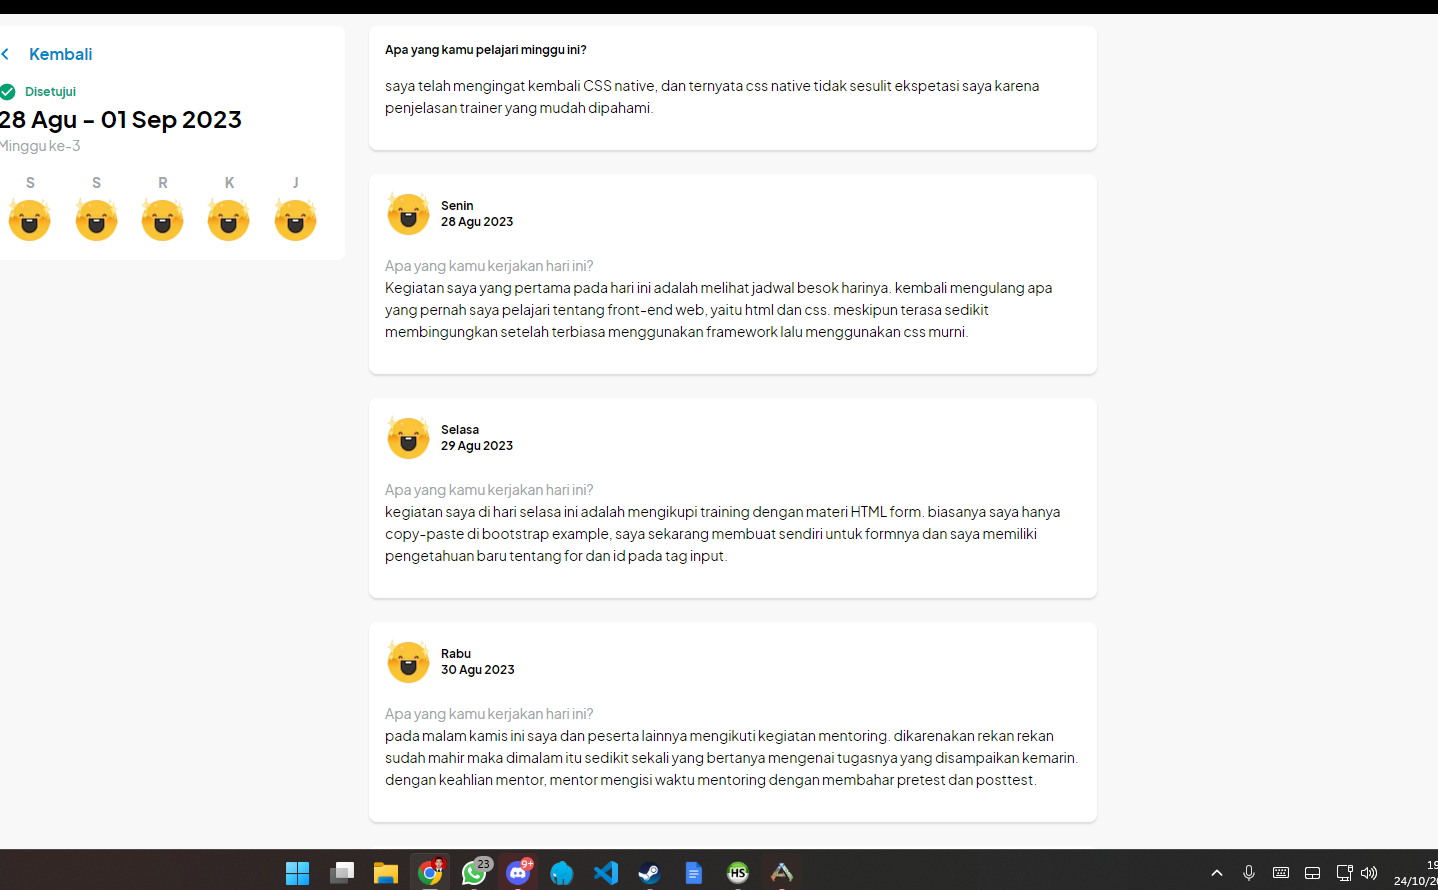 Kembali
Disetujui
28 Agu - 01 Sep 2023
Minggu ke-3
S S R K J
Apa yang kamu pelajari minggu ini?
saya telah mengingat kembali CSS native, dan ternyata css native tidak sesulit ekspetasi saya karena
penjelasan trainer yang mudah dipahami.
Senin
28 Agu 2023
Apa yang kamu kerjakan hari ini?
Kegiatan saya yang pertama pada hari ini adalah melihat jadwal besok harinya. kembali mengulang apa
yang pernah saya pelajari tentang front-end web, yaitu html dan css. meskipun terasa sedikit
membingungkan setelah terbiasa menggunakan framework lalu menggunakan css murni.
Selasa
29 Agu 2023
Apa yang kamu kerjakan hari ini?
kegiatan saya di hari selasa ini adalah mengikupi training dengan materi HTML form. biasanya saya hanya
copy-paste di bootstrap example, saya sekarang membuat sendiri untuk formnya dan saya memiliki
pengetahuan baru tentang for dan id pada tag input.
Rabu
30 Agu 2023
Apa yang kamu kerjakan hari ini?
pada malam kamis ini saya dan peserta lainnya mengikuti kegiatan mentoring. dikarenakan rekan rekan
sudah mahir maka dimalam itu sedikit sekali yang bertanya mengenai tugasnya yang disampaikan kemarin.
dengan keahlian mentor, mentor mengisi waktu mentoring dengan membahar pretest dan posttest.
23
9+
HS
19
24/10/20